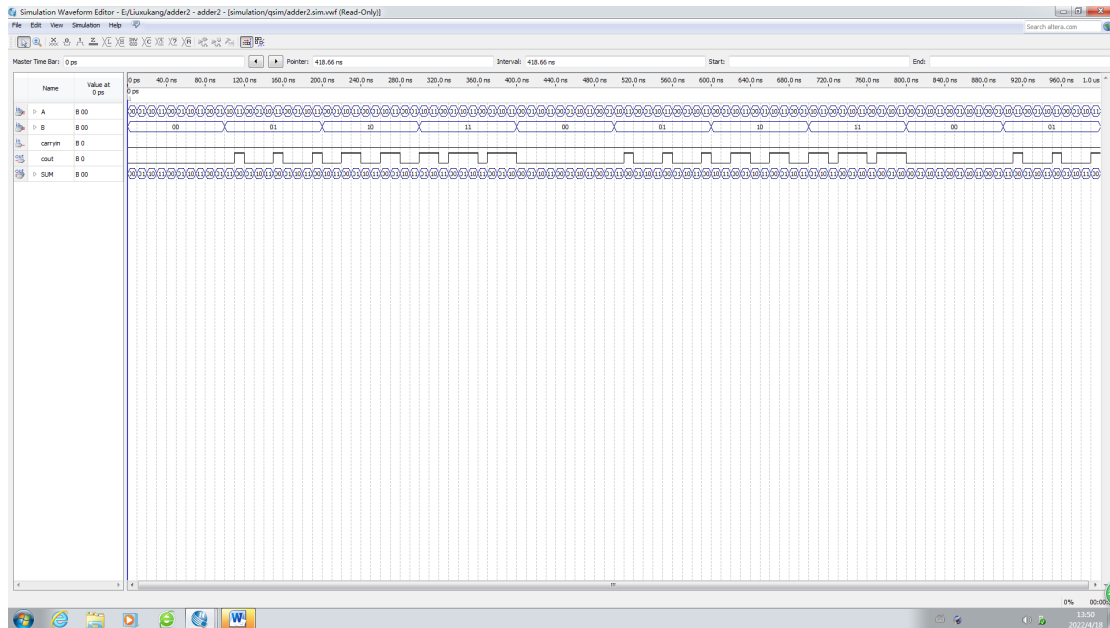 Simulation Waveform Editor - E:/Liuxukang/adder2 - adder2 - [simulation/qsim/adder2.sim.vwf (Read-Only)]
File Edit View Simulation Help
Search altera.com
Master Time Bar: 0 ps Pointer: 418.66 ns Interval: 418.66 ns Start: End:
Name Value at 0 ps
0 ps 40.0 ns 80.0 ns 120.0 ns 160.0 ns 200.0 ns 240.0 ns 280.0 ns 320.0 ns 360.0 ns 400.0 ns 440.0 ns 480.0 ns 520.0 ns 560.0 ns 600.0 ns 640.0 ns 680.0 ns 720.0 ns 760.0 ns 800.0 ns 840.0 ns 880.0 ns 920.0 ns 960.0 ns 1.0 us
0 ps
A B 00
B B 00 00 01 10 11 00 01 10 11 00 01
carryin B 0
cout B 0
SUM B 00
0% 00:00
13:50
2022/4/18